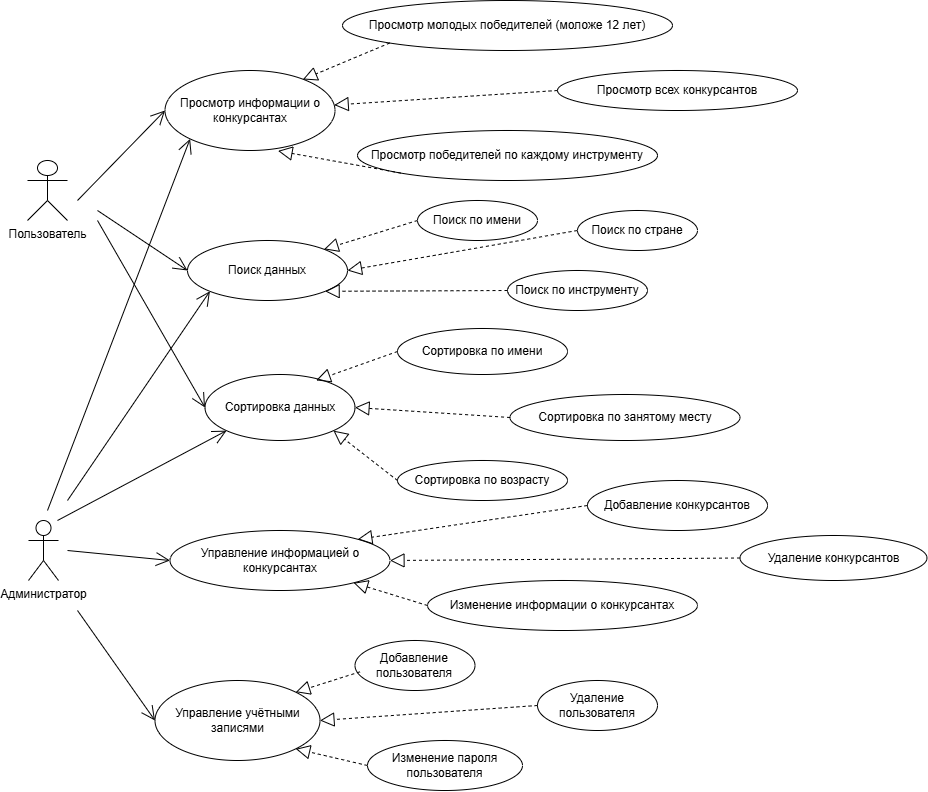 Просмотр молодых победителей (моложе 12 лет)
Просмотр информации о
конкурсантах
Просмотр всех конкурсантов
Просмотр победителей по каждому инструменту
Пользователь
Поиск по имени
Поиск по стране
Поиск данных
Поиск по инструменту
Сортировка по имени
Сортировка данных
Сортировка по занятому месту
Сортировка по возрасту
Добавление конкурсантов
Управление информацией о
конкурсантах
Удаление конкурсантов
Администратор
Изменение информации о конкурсантах
Добавление
пользователя
Управление учётными
записями
Удаление
пользователя
Изменение пароля
пользователя